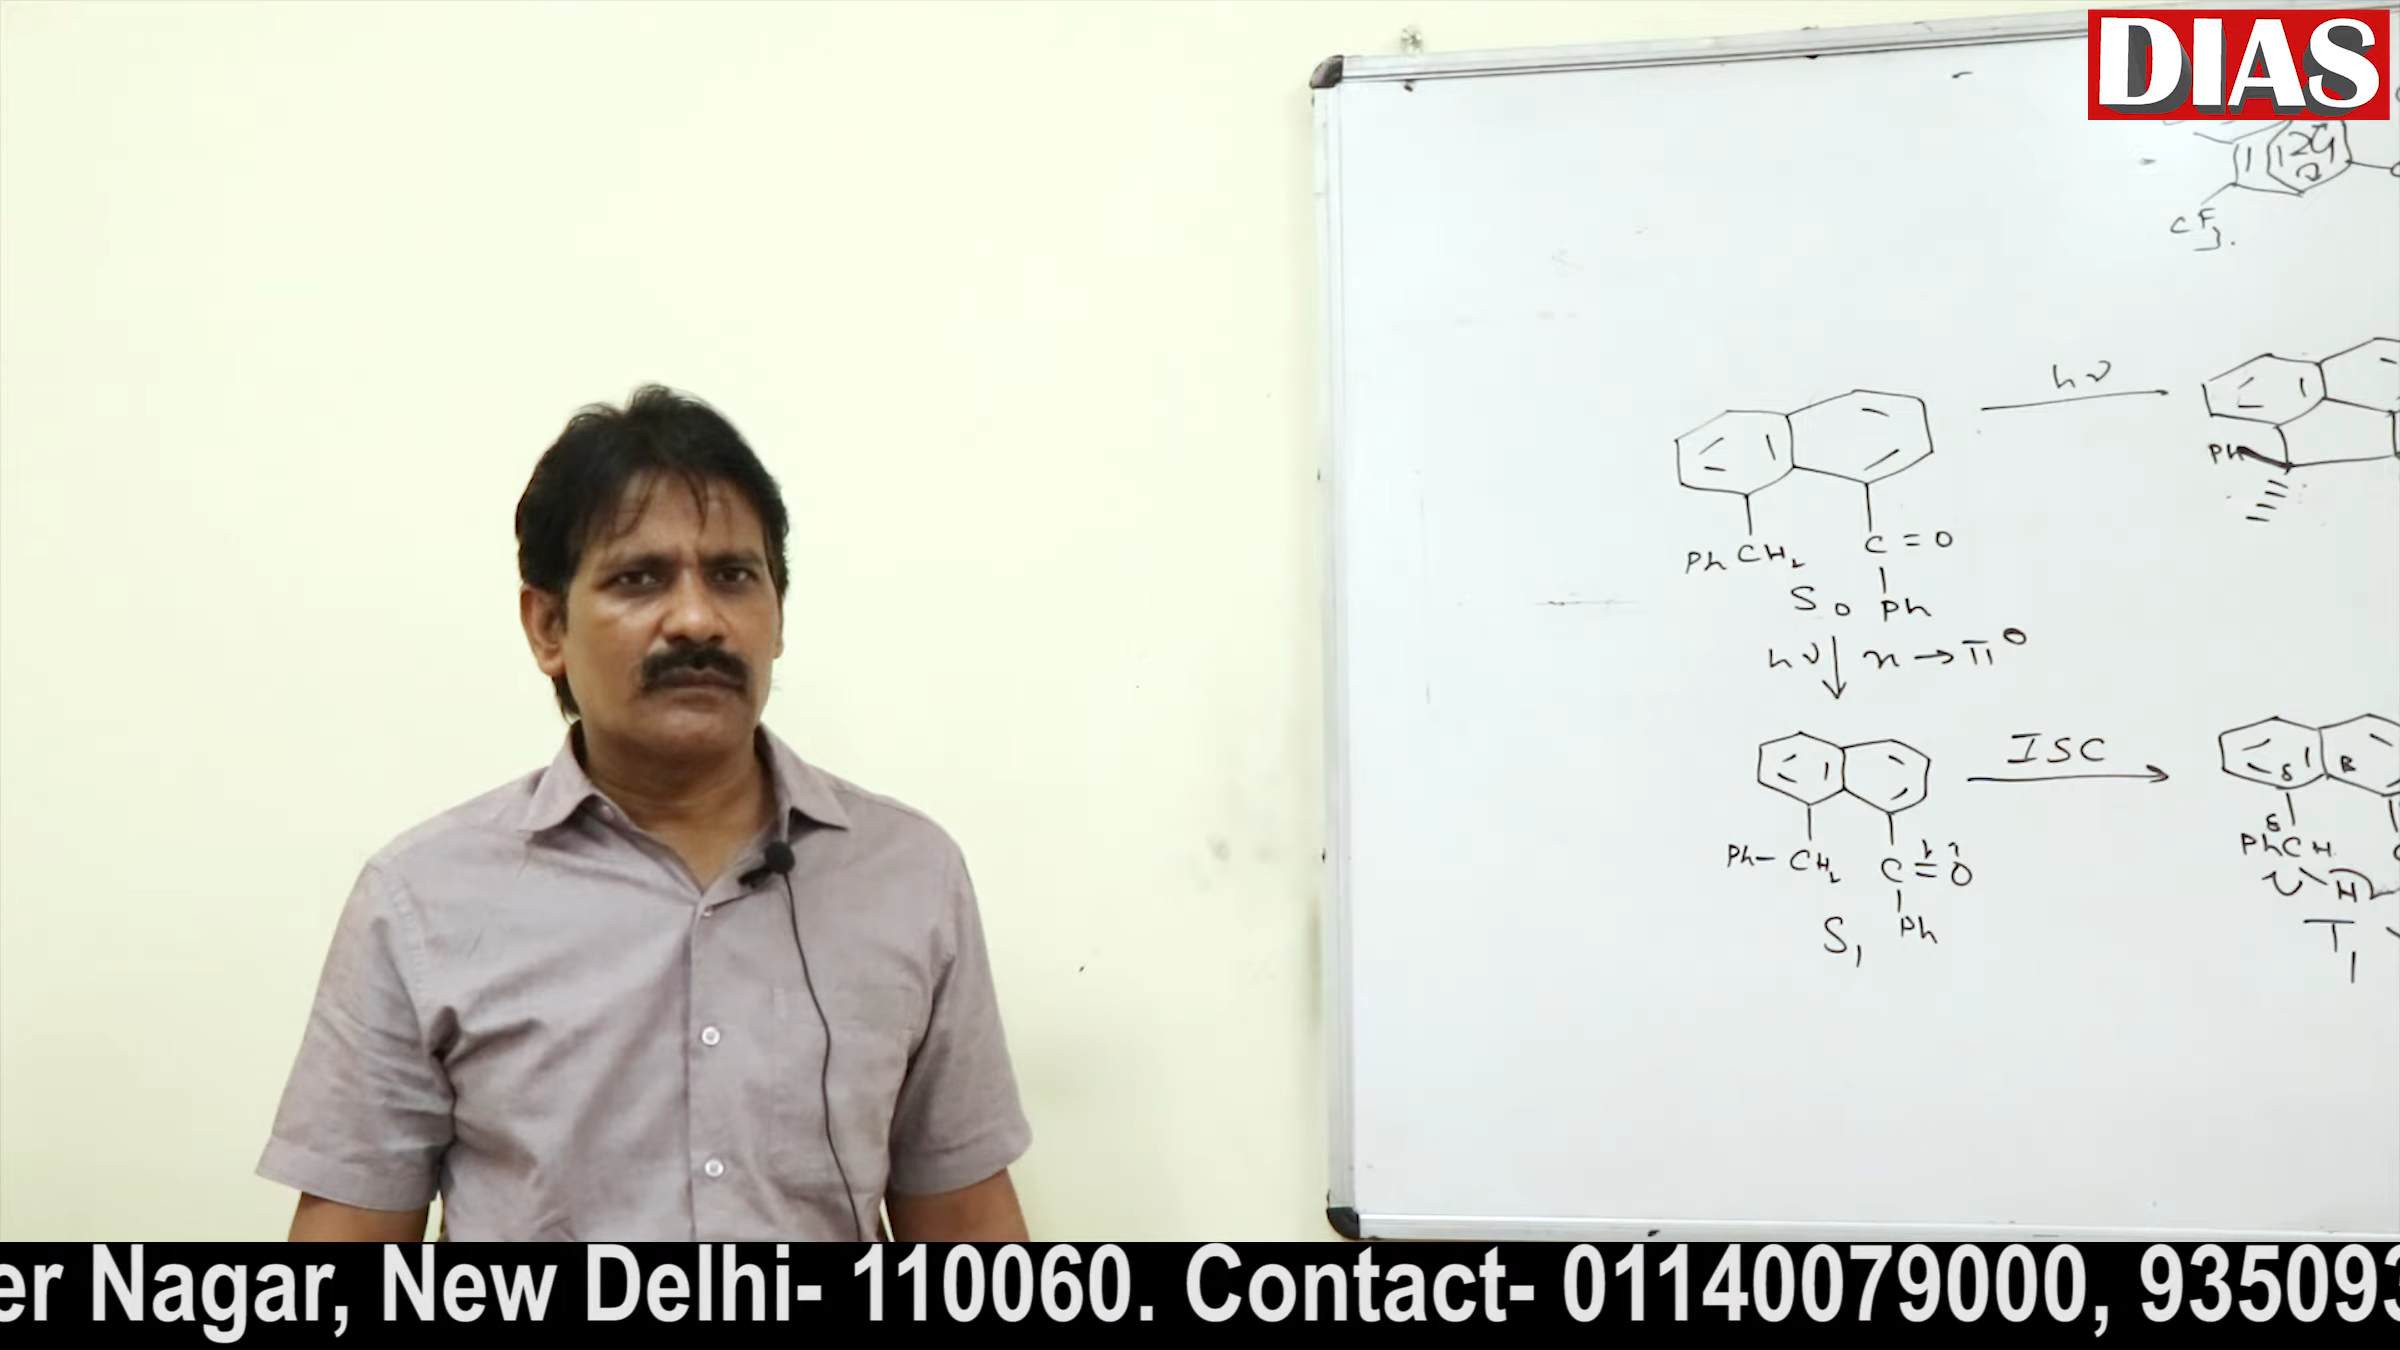 DIAS
CF3.
hν
Ph
PhCH2 C=O
S0 Ph
hν n→π*
ISC
Ph-CH2 C=O
S1 Ph
PhCH
H
T1
er Nagar, New Delhi- 110060. Contact- 01140079000, 93509